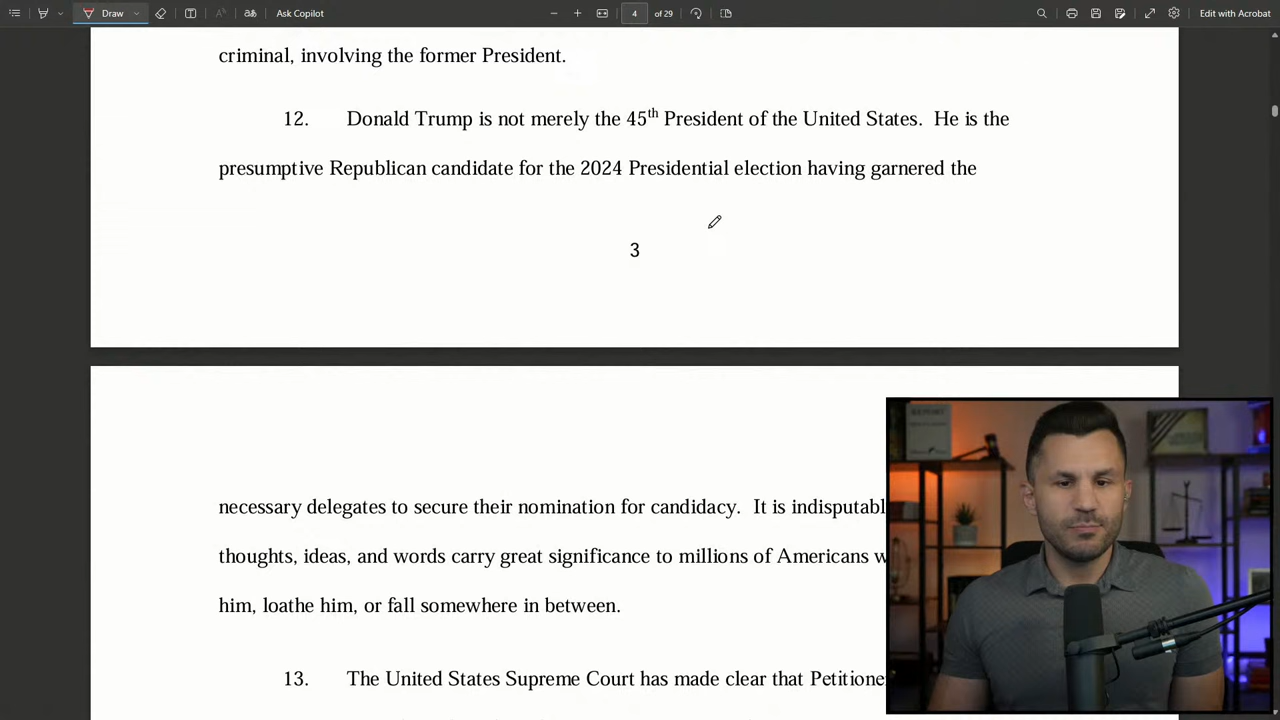 Draw
Ask Copilot
4 of 29
Edit with Acrobat
criminal, involving the former President.
12. Donald Trump is not merely the 45th President of the United States. He is the
presumptive Republican candidate for the 2024 Presidential election having garnered the
3
necessary delegates to secure their nomination for candidacy. It is
thoughts, ideas, and words carry great significance to millions of Americans
him, loathe him, or fall somewhere in between.
13. The United States Supreme Court has made clear that